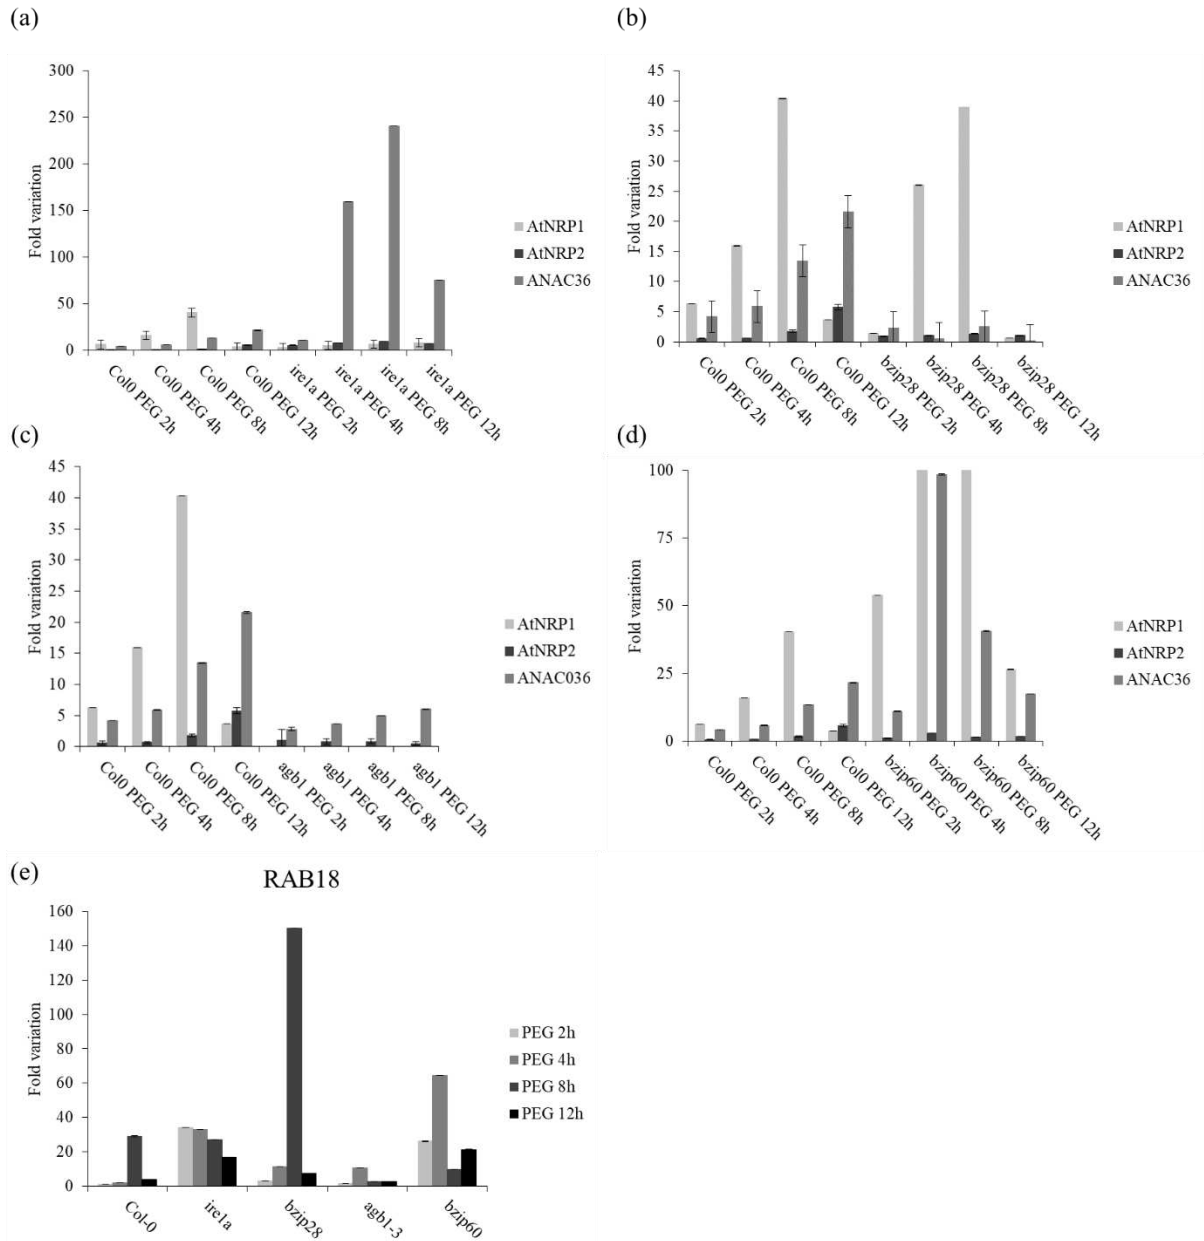 (a)
Fold variation
300
250
200
150
100
50
0
Col0 PEG 2h
Col0 PEG 4h
Col0 PEG 8h
Col0 PEG 12h
ire1a PEG 2h
ire1a PEG 4h
ire1a PEG 8h
ire1a PEG 12h
AtNRP1
AtNRP2
ANAC36
(b)
Fold variation
45
40
35
30
25
20
15
10
5
0
Col0 PEG 2h
Col0 PEG 4h
Col0 PEG 8h
Col0 PEG 12h
bzip28 PEG 2h
bzip28 PEG 4h
bzip28 PEG 8h
bzip28 PEG 12h
AtNRP1
AtNRP2
ANAC36
(c)
Fold variation
45
40
35
30
25
20
15
10
5
0
Col0 PEG 2h
Col0 PEG 4h
Col0 PEG 8h
Col0 PEG 12h
agb1 PEG 2h
agb1 PEG 4h
agb1 PEG 8h
agb1 PEG 12h
AtNRP1
AtNRP2
ANAC036
(d)
Fold variation
100
75
50
25
0
Col0 PEG 2h
Col0 PEG 4h
Col0 PEG 8h
Col0 PEG 12h
bzip60 PEG 2h
bzip60 PEG 4h
bzip60 PEG 8h
bzip60 PEG 12h
AtNRP1
AtNRP2
ANAC36
(e)
RAB18
Fold variation
160
140
120
100
80
60
40
20
0
Col-0
ire1a
bzip28
agb1-3
bzip60
PEG 2h
PEG 4h
PEG 8h
PEG 12h